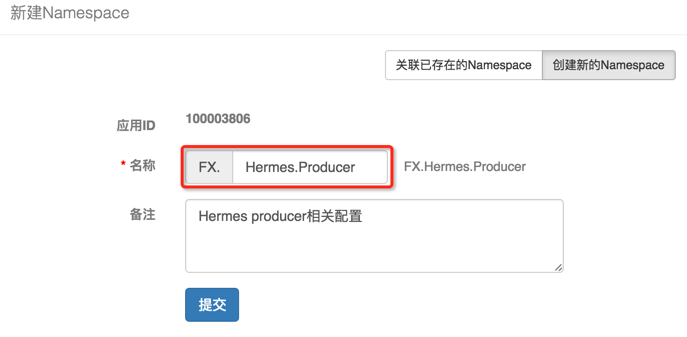 新建Namespace
关联已存在的Namespace 创建新的Namespace
应用ID 100003806
* 名称 FX. Hermes.Producer FX.Hermes.Producer
备注 Hermes producer相关配置
提交